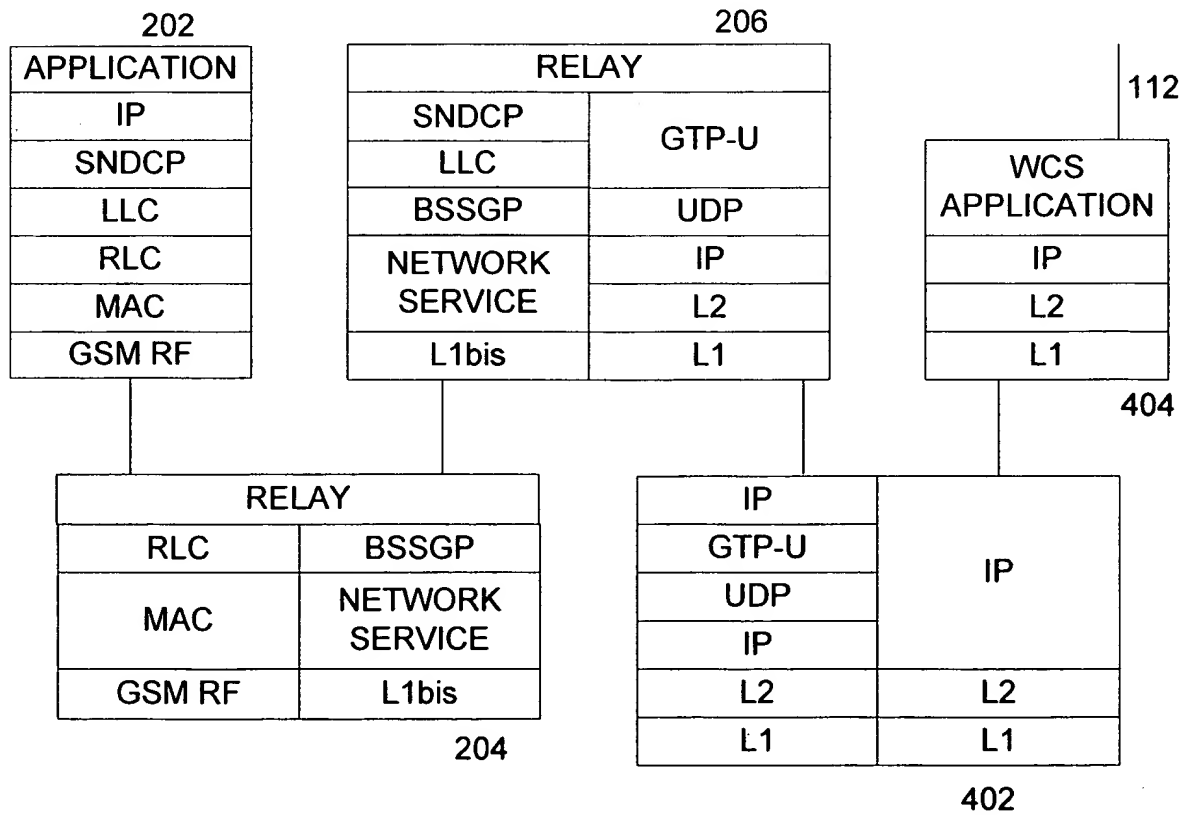 202
APPLICATION
IP
SNDCP
LLC
RLC
MAC
GSM RF
206
RELAY
SNDCP
LLC
BSSGP
NETWORK
SERVICE
L1bis
GTP-U
UDP
IP
L2
L1
112
WCS
APPLICATION
IP
L2
L1
404
RELAY
RLC
MAC
GSM RF
BSSGP
NETWORK
SERVICE
L1bis
204
IP
GTP-U
UDP
IP
L2
L1
IP
L2
L1
402